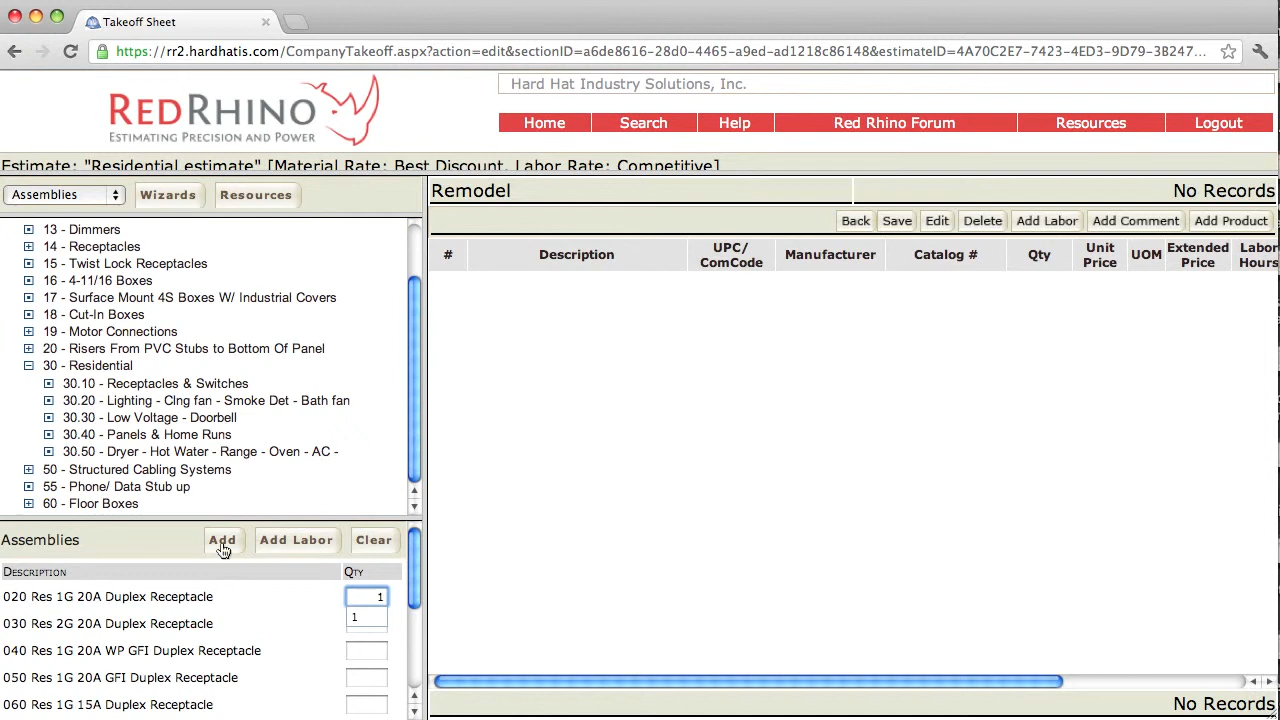 Takeoff Sheet
https://rr2.hardhatis.com/CompanyTakeoff.aspx?action=edit&sectionID=a6de8616-28d0-4465-a9ed-ad1218c86148&estimateID=4A70C2E7-7423-4ED3-9D79-3B247...
REDRHINO
ESTIMATING PRECISION AND POWER
Hard Hat Industry Solutions, Inc.
Home Search Help Red Rhino Forum Resources Logout
Estimate: "Residential estimate" [Material Rate: Best Discount, Labor Rate: Competitive]
Assemblies Wizards Resources
Remodel No Records
Back Save Edit Delete Add Labor Add Comment Add Product
# Description UPC/ ComCode Manufacturer Catalog # Qty Unit Price UOM Extended Price Labor Hours
13 - Dimmers
14 - Receptacles
15 - Twist Lock Receptacles
16 - 4-11/16 Boxes
17 - Surface Mount 4S Boxes W/ Industrial Covers
18 - Cut-In Boxes
19 - Motor Connections
20 - Risers From PVC Stubs to Bottom Of Panel
30 - Residential
30.10 - Receptacles & Switches
30.20 - Lighting - Clng fan - Smoke Det - Bath fan
30.30 - Low Voltage - Doorbell
30.40 - Panels & Home Runs
30.50 - Dryer - Hot Water - Range - Oven - AC -
50 - Structured Cabling Systems
55 - Phone/ Data Stub up
60 - Floor Boxes
Assemblies Add Add Labor Clear
DESCRIPTION QTY
020 Res 1G 20A Duplex Receptacle 1
1
030 Res 2G 20A Duplex Receptacle
040 Res 1G 20A WP GFI Duplex Receptacle
050 Res 1G 20A GFI Duplex Receptacle
060 Res 1G 15A Duplex Receptacle
No Records